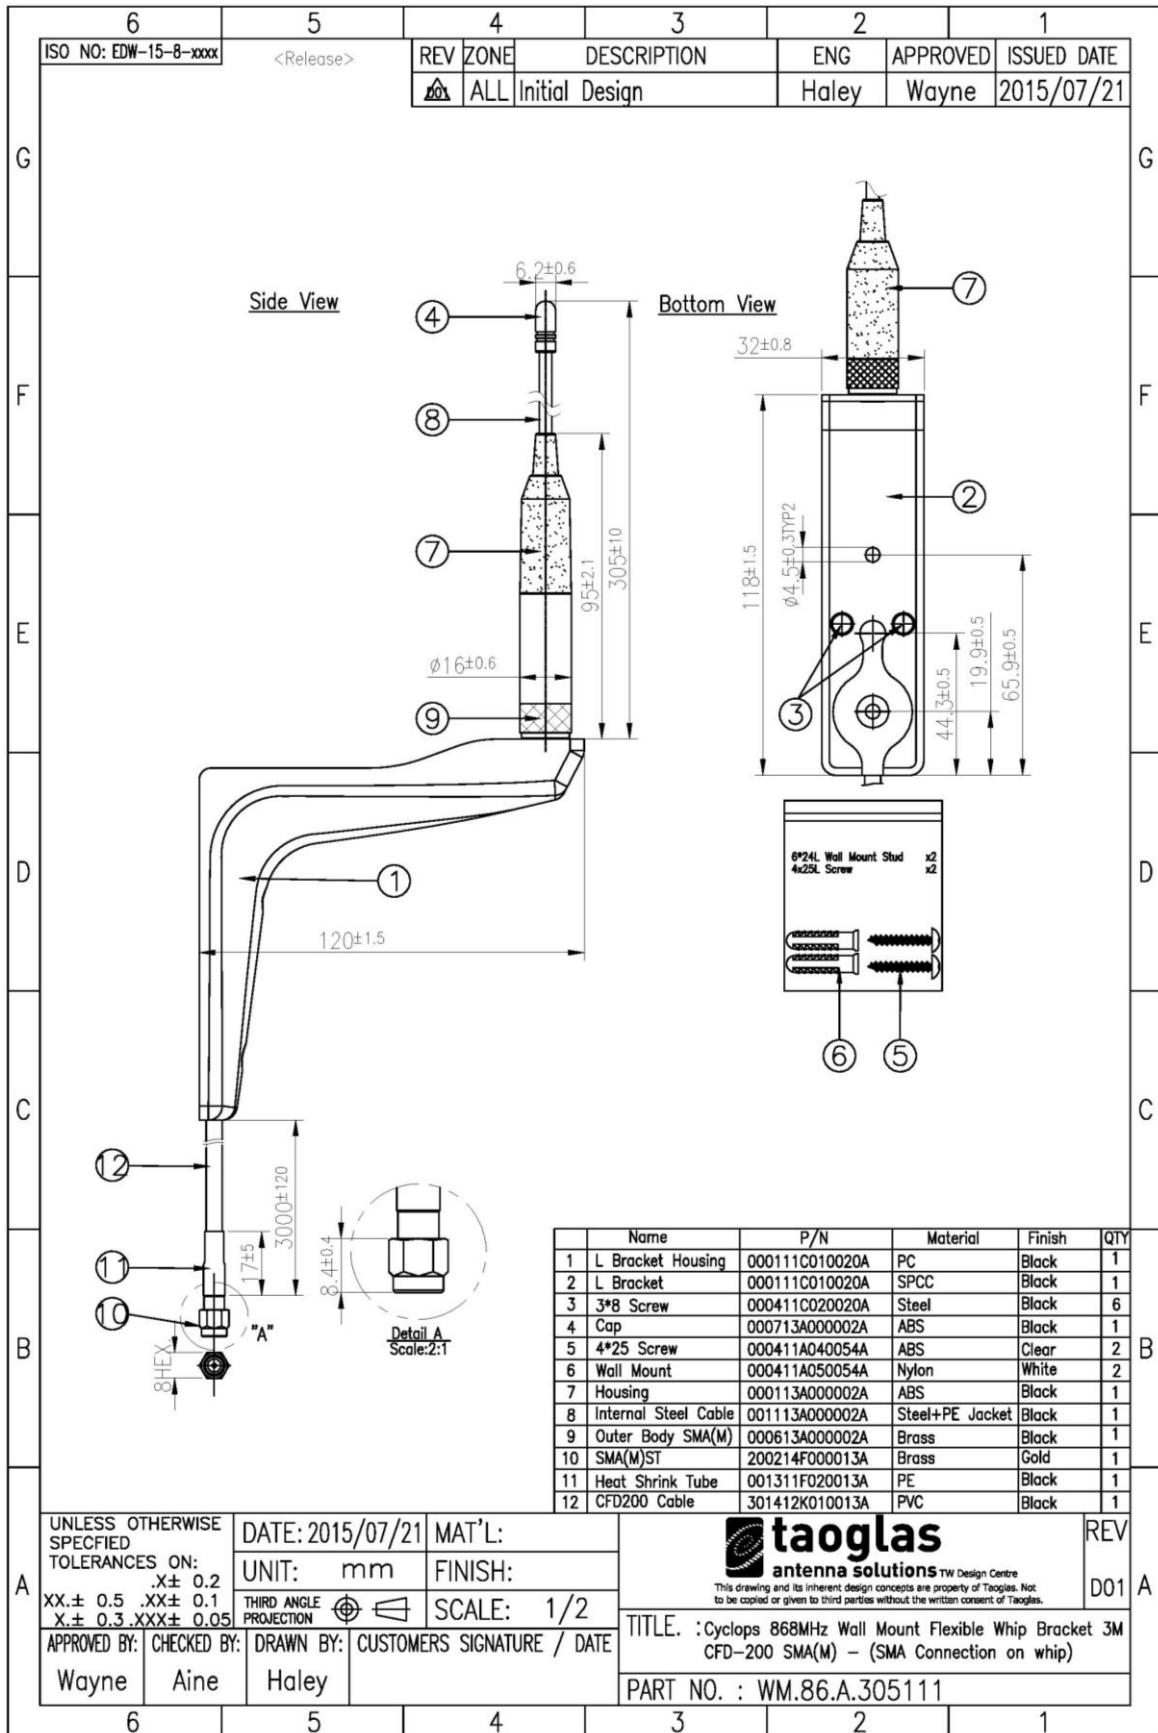 6 5 4 3 2 1
ISO NO: EDW-15-8-xxxx
<Release>
REV ZONE DESCRIPTION ENG APPROVED ISSUED DATE
D01 ALL Initial Design Haley Wayne 2015/07/21
G G
F F
E E
D D
C C
B B
A A
Side View
6.2±0.6
4
8
7
95±2.1
305±10
Ø16±0.6
9
1
120±1.5
12
3000±120
11
17±5
10
"A"
8HEX
8.4±0.4
Detail A
Scale:2:1
Bottom View
7
32±0.8
2
118±1.5
Ø4.5±0.3TYP2
3
44.3±0.5
19.9±0.5
65.9±0.5
6*24L Wall Mount Stud x2
4x25L Screw x2
6 5
Name P/N Material Finish QTY
1 L Bracket Housing 000111C010020A PC Black 1
2 L Bracket 000111C010020A SPCC Black 1
3 3*8 Screw 000411C020020A Steel Black 6
4 Cap 000713A000002A ABS Black 1
5 4*25 Screw 000411A040054A ABS Clear 2
6 Wall Mount 000411A050054A Nylon White 2
7 Housing 000113A000002A ABS Black 1
8 Internal Steel Cable 001113A000002A Steel+PE Jacket Black 1
9 Outer Body SMA(M) 000613A000002A Brass Black 1
10 SMA(M)ST 200214F000013A Brass Gold 1
11 Heat Shrink Tube 001311F020013A PE Black 1
12 CFD200 Cable 301412K010013A PVC Black 1
UNLESS OTHERWISE
SPECFIED
TOLERANCES ON:
.X± 0.2
XX.± 0.5 .XX± 0.1
X.± 0.3 .XXX± 0.05
DATE: 2015/07/21 MAT'L:
UNIT: mm FINISH:
THIRD ANGLE
PROJECTION
SCALE: 1/2
APPROVED BY: CHECKED BY: DRAWN BY: CUSTOMERS SIGNATURE / DATE
Wayne Aine Haley
taoglas
antenna solutions TW Design Centre
This drawing and its inherent design concepts are property of Taoglas. Not
to be copied or given to third parties without the written consent of Taoglas.
REV
D01
TITLE. : Cyclops 868MHz Wall Mount Flexible Whip Bracket 3M
CFD-200 SMA(M) - (SMA Connection on whip)
PART NO. : WM.86.A.305111
6 5 4 3 2 1